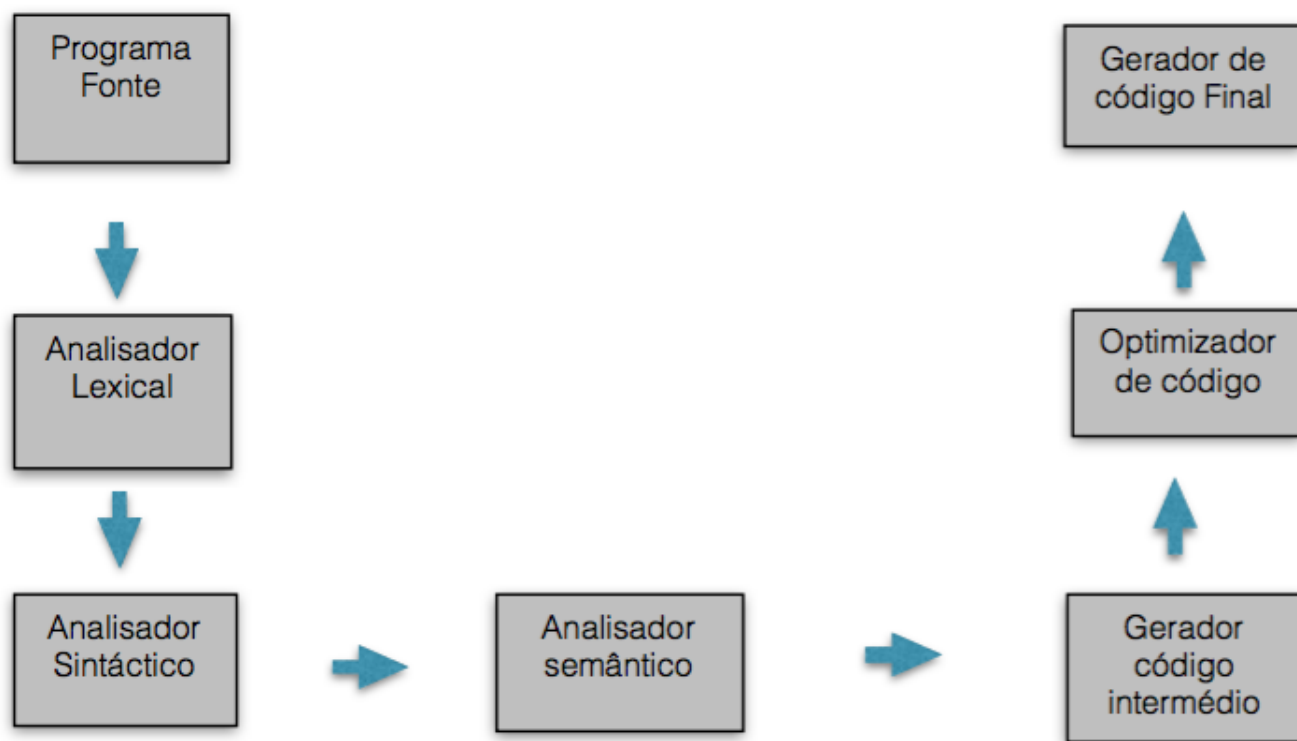 Programa
Fonte
Analisador
Lexical
Analisador
Sintáctico
Analisador
semântico
Gerador
código
intermédio
Optimizador
de código
Gerador de
código Final